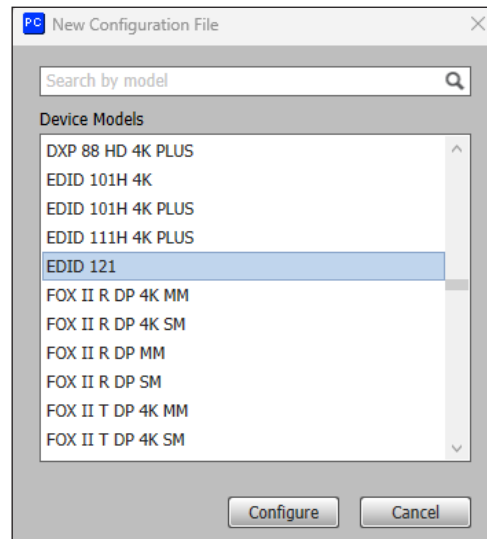 PC New Configuration File
Search by model
Device Models
DXP 88 HD 4K PLUS
EDID 101H 4K
EDID 101H 4K PLUS
EDID 111H 4K PLUS
EDID 121
FOX II R DP 4K MM
FOX II R DP 4K SM
FOX II R DP MM
FOX II R DP SM
FOX II T DP 4K MM
FOX II T DP 4K SM
Configure Cancel